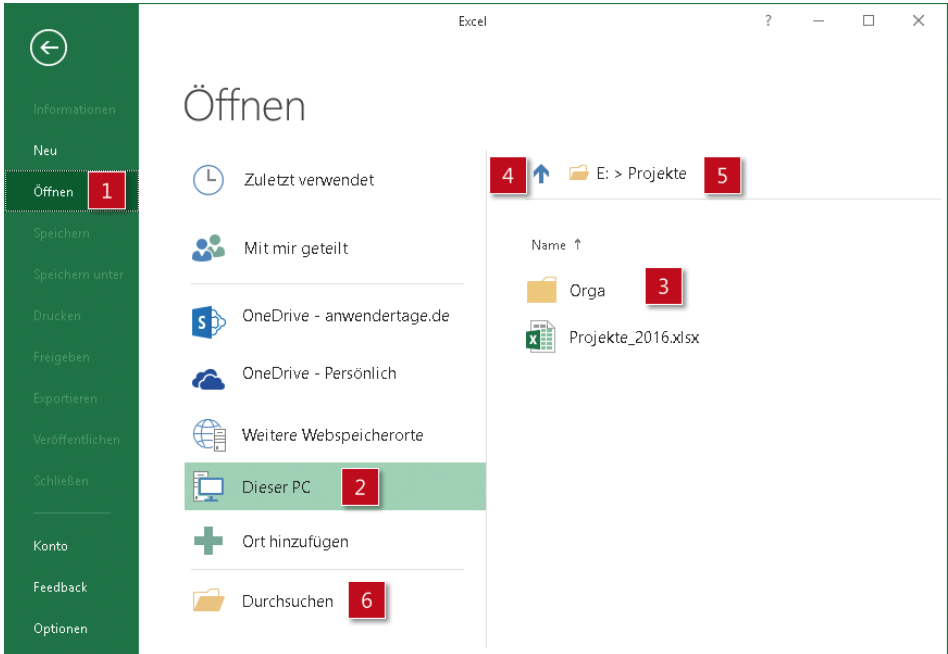 Excel
?
Informationen
Neu
Öffnen 1
Speichern
Speichern unter
Drucken
Freigeben
Exportieren
Veröffentlichen
Schließen
Konto
Feedback
Optionen
Öffnen
Zuletzt verwendet
Mit mir geteilt
OneDrive - anwendertage.de
OneDrive - Persönlich
Weitere Webspeicherorte
Dieser PC 2
Ort hinzufügen
Durchsuchen 6
4 E: > Projekte 5
Name ↑
Orga 3
Projekte_2016.xlsx